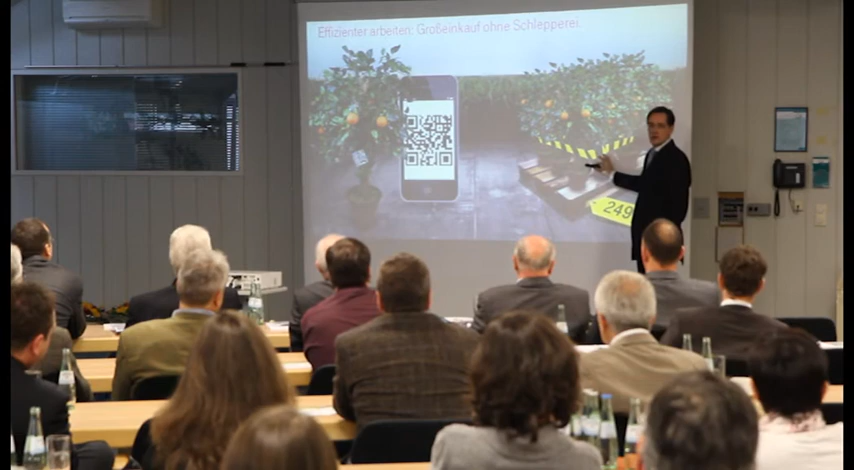 Effizienter arbeiten: Großeinkauf ohne Schlepperei.
249